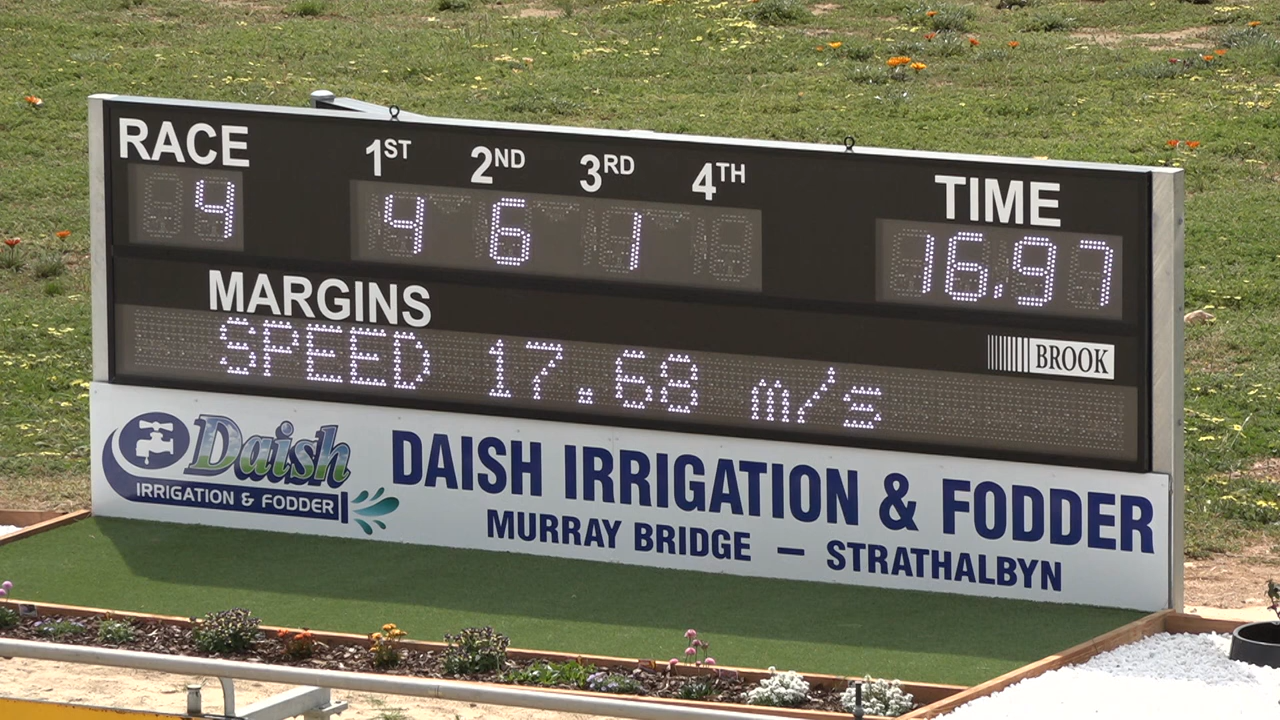 RACE 1ST 2ND 3RD 4TH TIME
4 4 6 1 16.97
MARGINS
BROOK
SPEED 17.68 m/s
Daish
IRRIGATION & FODDER
DAISH IRRIGATION & FODDER
MURRAY BRIDGE – STRATHALBYN